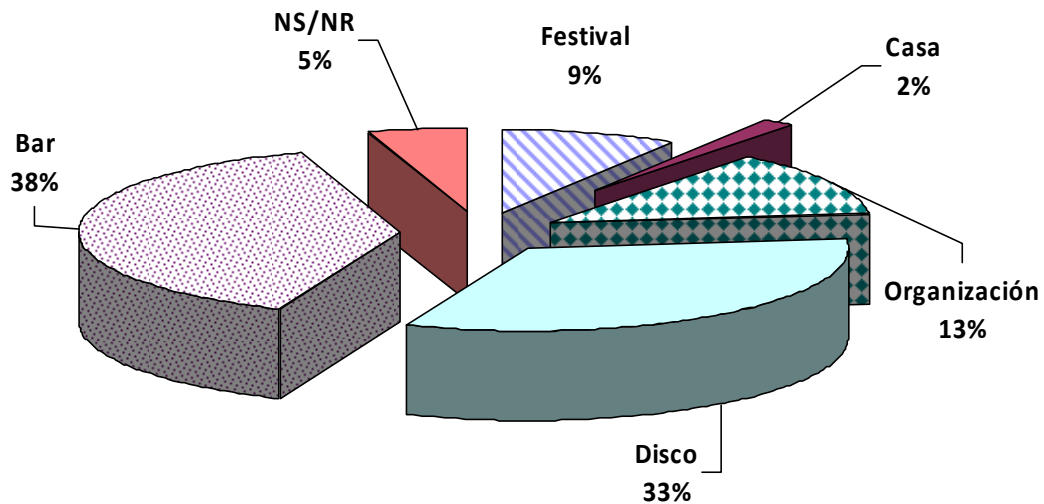 NS/NR
5%
Festival
9%
Casa
2%
Bar
38%
Organización
13%
Disco
33%